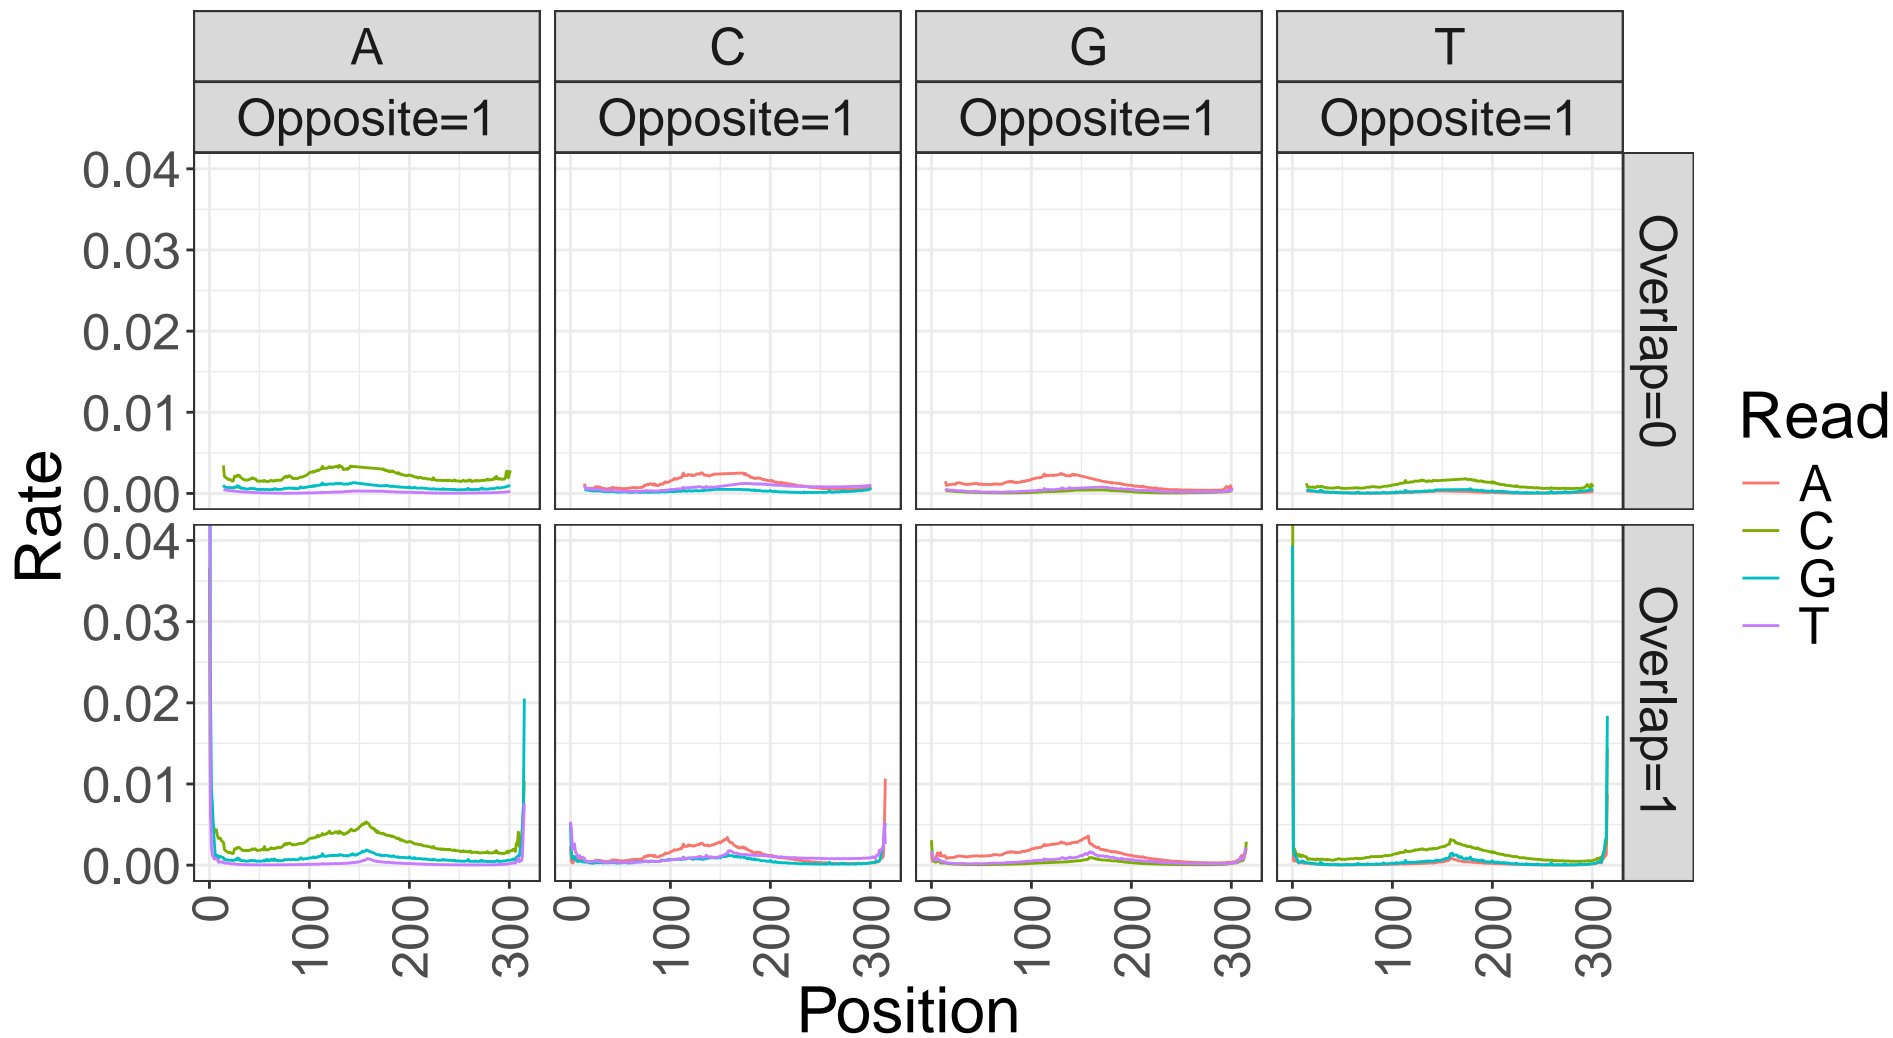 A C G T
Opposite=1 Opposite=1 Opposite=1 Opposite=1
0.04
0.03
0.02
0.01
0.00
Overlap=0
0.04
0.03
0.02
0.01
0.00
Overlap=1
Rate
0 100 200 300 0 100 200 300 0 100 200 300 0 100 200 300
Position
Read
A
C
G
T